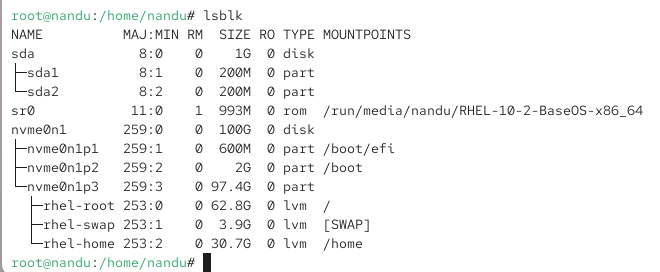 root@nandu:/home/nandu# lsblk
NAME          MAJ:MIN RM  SIZE RO TYPE MOUNTPOINTS
sda             8:0    0    1G  0 disk
├─sda1          8:1    0  200M  0 part
└─sda2          8:2    0  200M  0 part
sr0            11:0    1  993M  0 rom  /run/media/nandu/RHEL-10-2-BaseOS-x86_64
nvme0n1       259:0    0  100G  0 disk
├─nvme0n1p1   259:1    0  600M  0 part /boot/efi
├─nvme0n1p2   259:2    0    2G  0 part /boot
└─nvme0n1p3   259:3    0 97.4G  0 part
  ├─rhel-root 253:0    0 62.8G  0 lvm  /
  ├─rhel-swap 253:1    0  3.9G  0 lvm  [SWAP]
  └─rhel-home 253:2    0 30.7G  0 lvm  /home
root@nandu:/home/nandu#